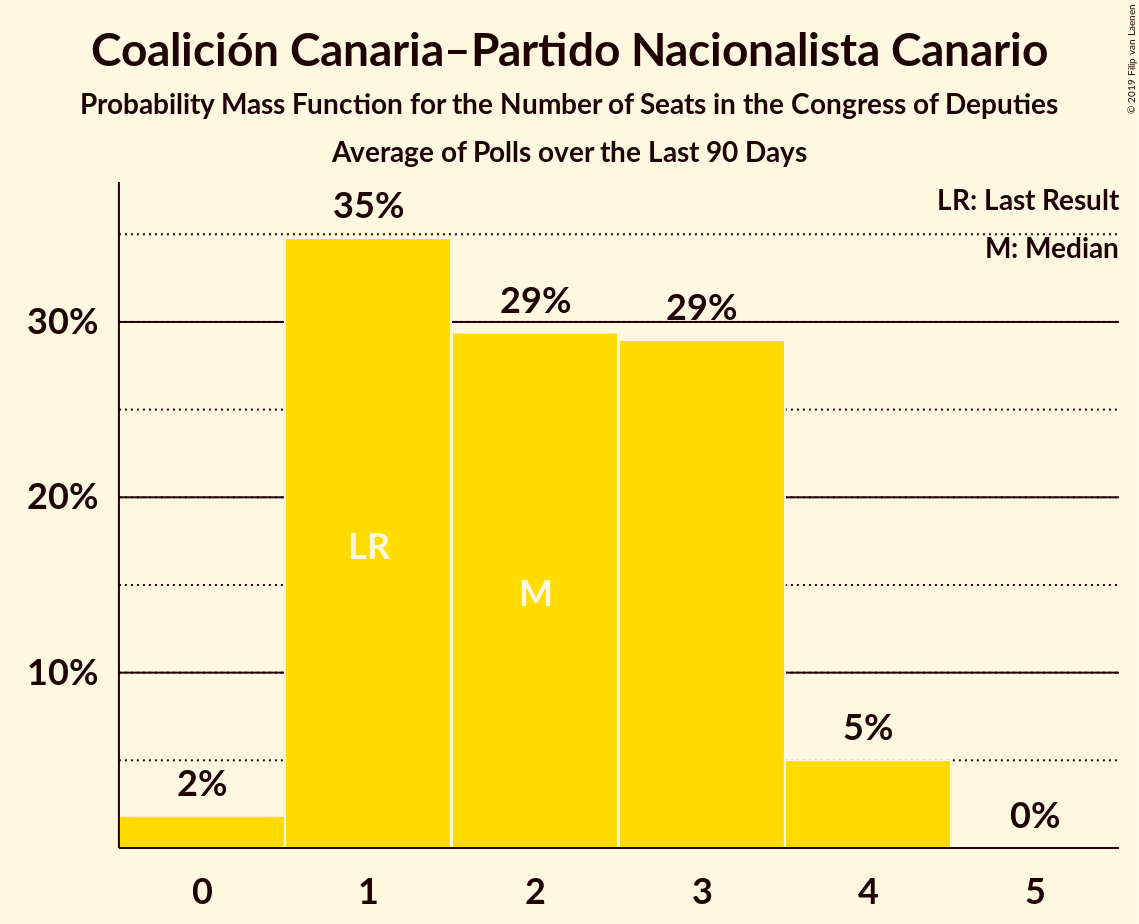 Coalición Canaria–Partido Nacionalista Canario
Probability Mass Function for the Number of Seats in the Congress of Deputies
Average of Polls over the Last 90 Days
© 2019 Filip van Laenen
LR: Last Result
M: Median
35%
29%
29%
30%
20%
10%
LR
M
2%
5%
0%
0 1 2 3 4 5